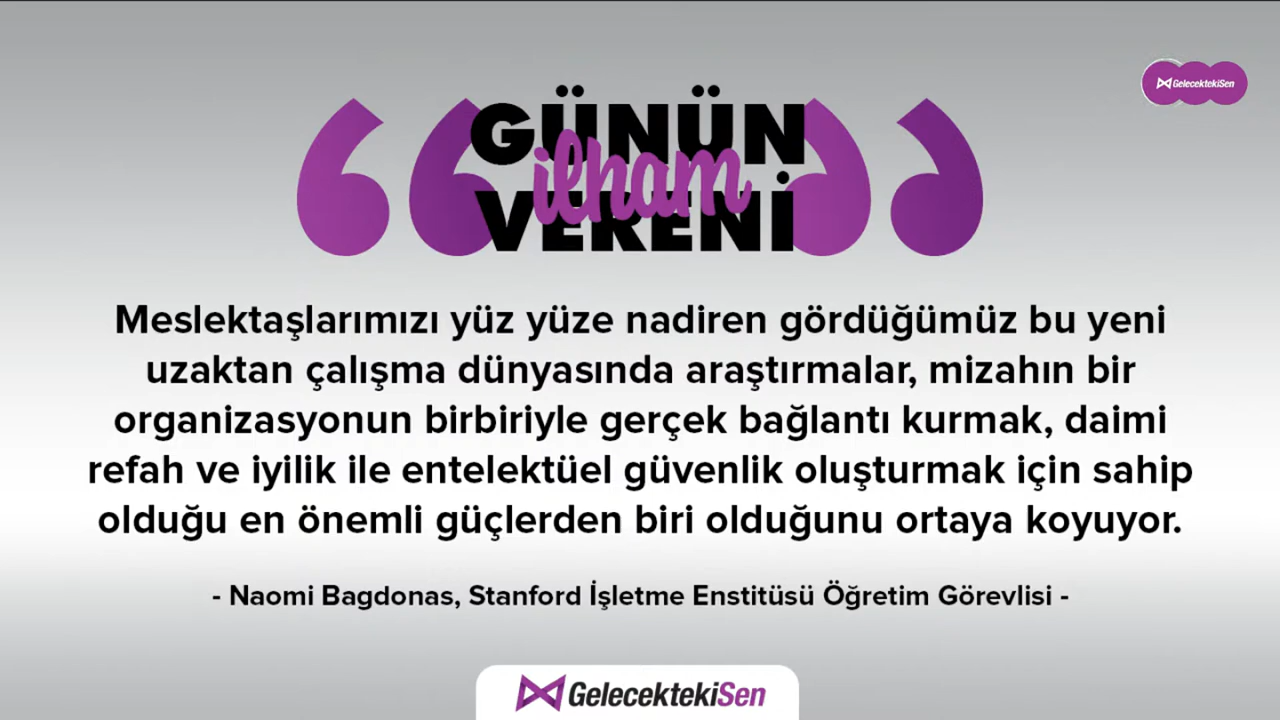 GelecektekiSen
GÜNÜN
ilham
VERENİ
Meslektaşlarımızı yüz yüze nadiren gördüğümüz bu yeni
uzaktan çalışma dünyasında araştırmalar, mizahın bir
organizasyonun birbiriyle gerçek bağlantı kurmak, daimi
refah ve iyilik ile entelektüel güvenlik oluşturmak için sahip
olduğu en önemli güçlerden biri olduğunu ortaya koyuyor.
- Naomi Bagdonas, Stanford İşletme Enstitüsü Öğretim Görevlisi -
GelecektekiSen